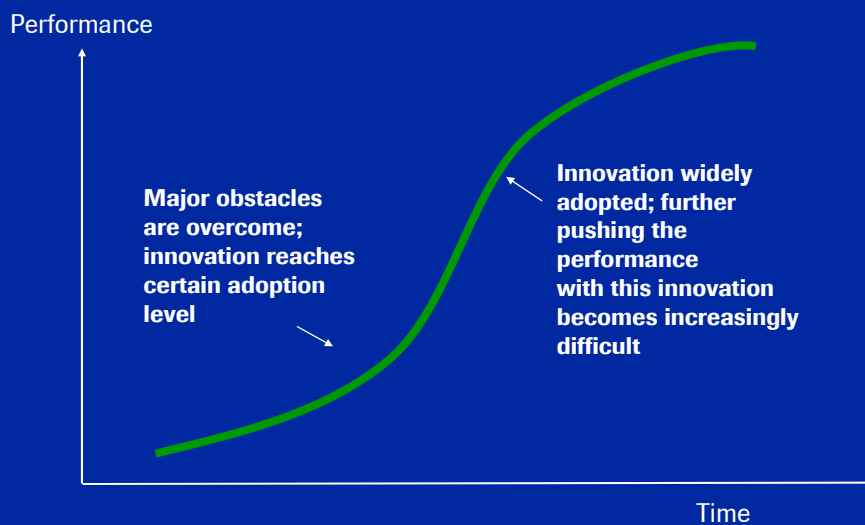 Performance
Major obstacles
are overcome;
innovation reaches
certain adoption
level
Innovation widely
adopted; further
pushing the
performance
with this innovation
becomes increasingly
difficult
Time